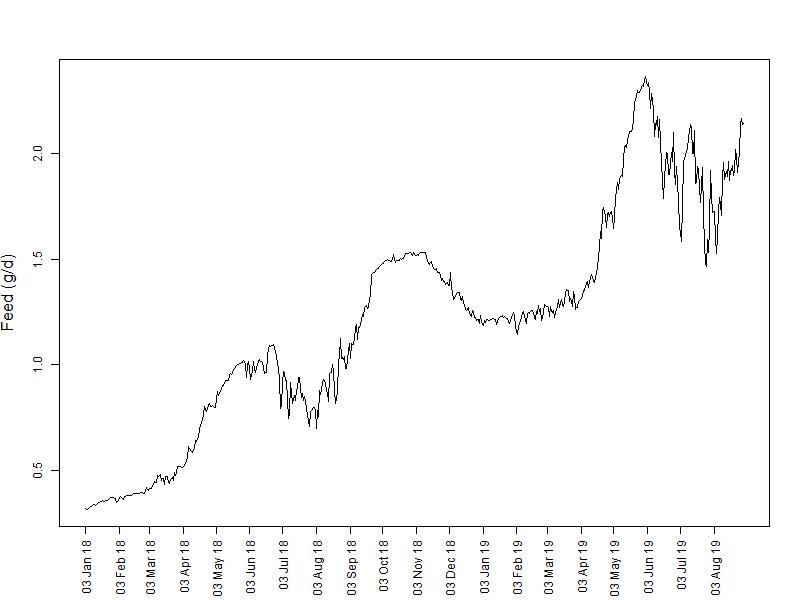 Feed (g/d)
2.0
1.5
1.0
0.5
03 Jan 18
03 Feb 18
03 Mar 18
03 Apr 18
03 May 18
03 Jun 18
03 Jul 18
03 Aug 18
03 Sep 18
03 Oct 18
03 Nov 18
03 Dec 18
03 Jan 19
03 Feb 19
03 Mar 19
03 Apr 19
03 May 19
03 Jun 19
03 Jul 19
03 Aug 19